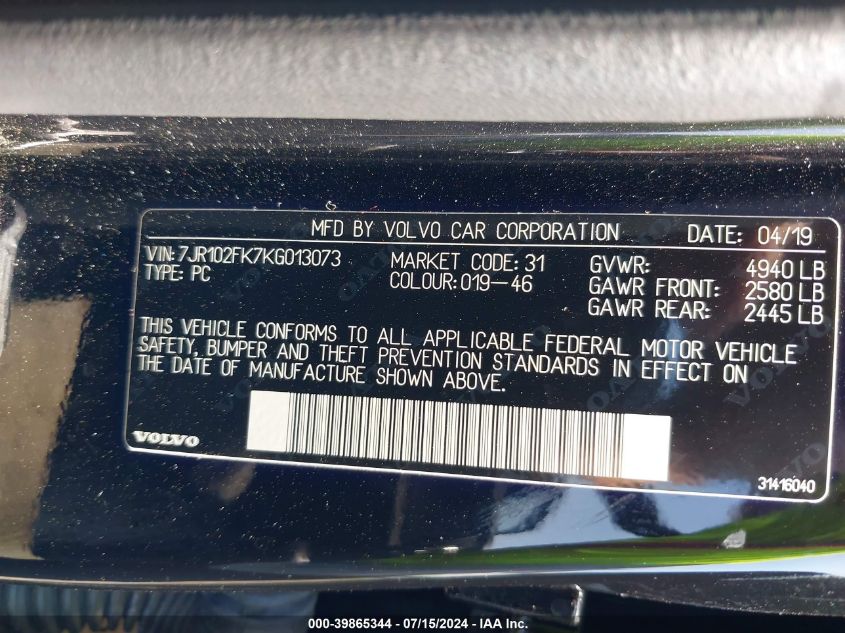 MFD BY VOLVO CAR CORPORATION DATE: 04/19
VIN:7JR102FK7KG013073 MARKET CODE: 31 GVWR: 4940 LB
TYPE: PC COLOUR:019-46 GAWR FRONT: 2580 LB
GAWR REAR: 2445 LB
THIS VEHICLE CONFORMS TO ALL APPLICABLE FEDERAL MOTOR VEHICLE
SAFETY, BUMPER AND THEFT PREVENTION STANDARDS IN EFFECT ON
THE DATE OF MANUFACTURE SHOWN ABOVE.
VOLVO
31416040
000-39865344 - 07/15/2024 - IAA Inc.